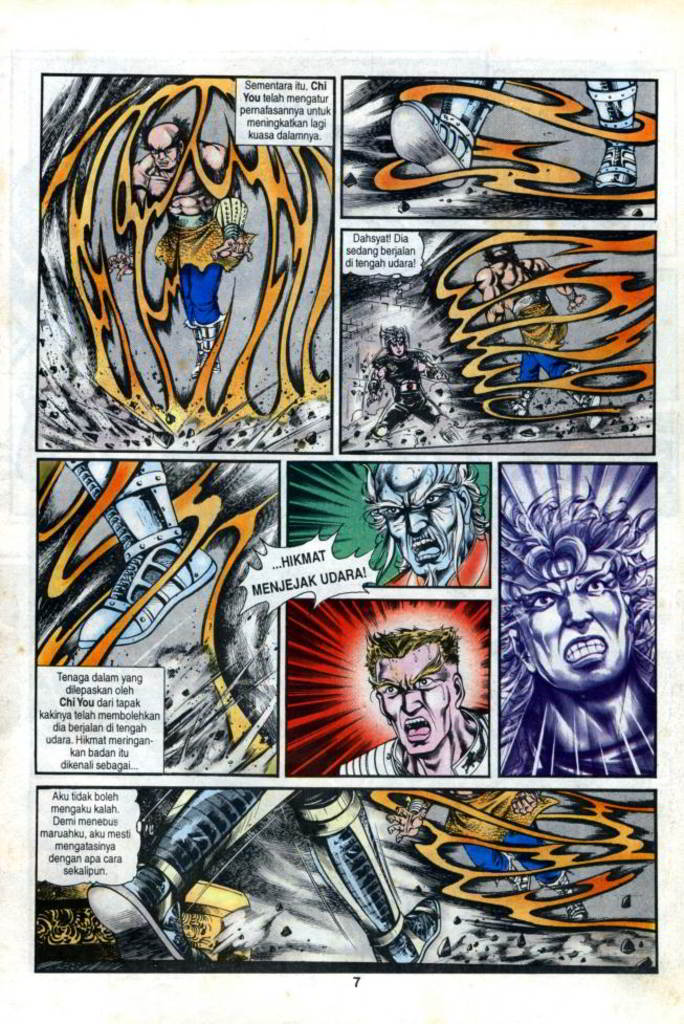 Sementara itu, Chi
You telah mengatur
pernafasannya untuk
meningkatkan lagi
kuasa dalamnya.
Dahsyat! Dia
sedang berjalan
di tengah udara!
Tenaga dalam yang
dilepaskan oleh
Chi You dari tapak
kakinya telah membolehkan
dia berjalan di tengah
udara. Hikmat meringan-
kan badan itu
dikenali sebagai...
...HIKMAT
MENJEJAK UDARA!
Aku tidak boleh
mengaku kalah.
Demi menebus
maruahku, aku mesti
mengatasinya
dengan apa cara
sekalipun.
7